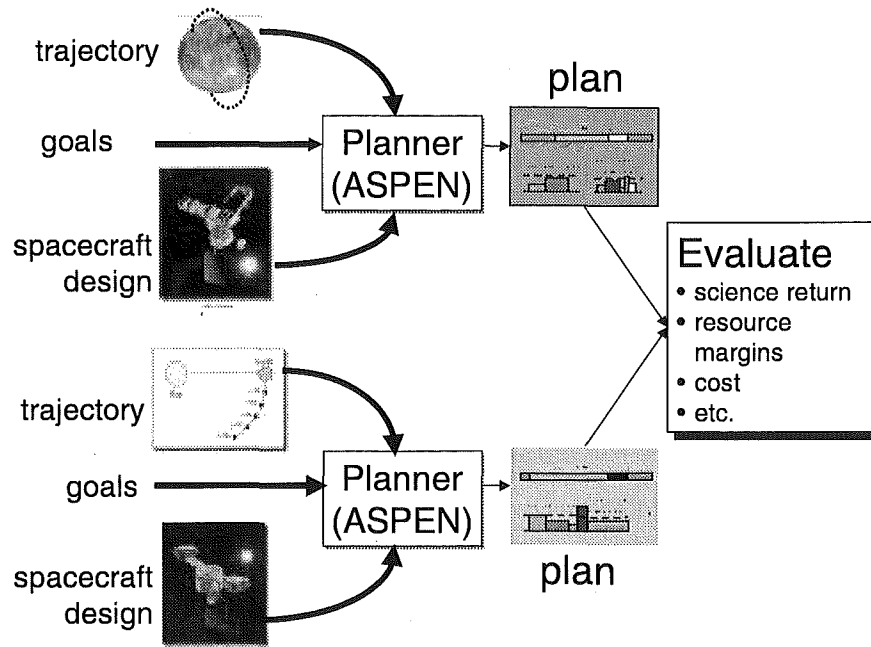 trajectory
goals
spacecraft
design
Planner
(ASPEN)
plan
trajectory
goals
spacecraft
design
Planner
(ASPEN)
plan
Evaluate
• science return
• resource
margins
• cost
• etc.